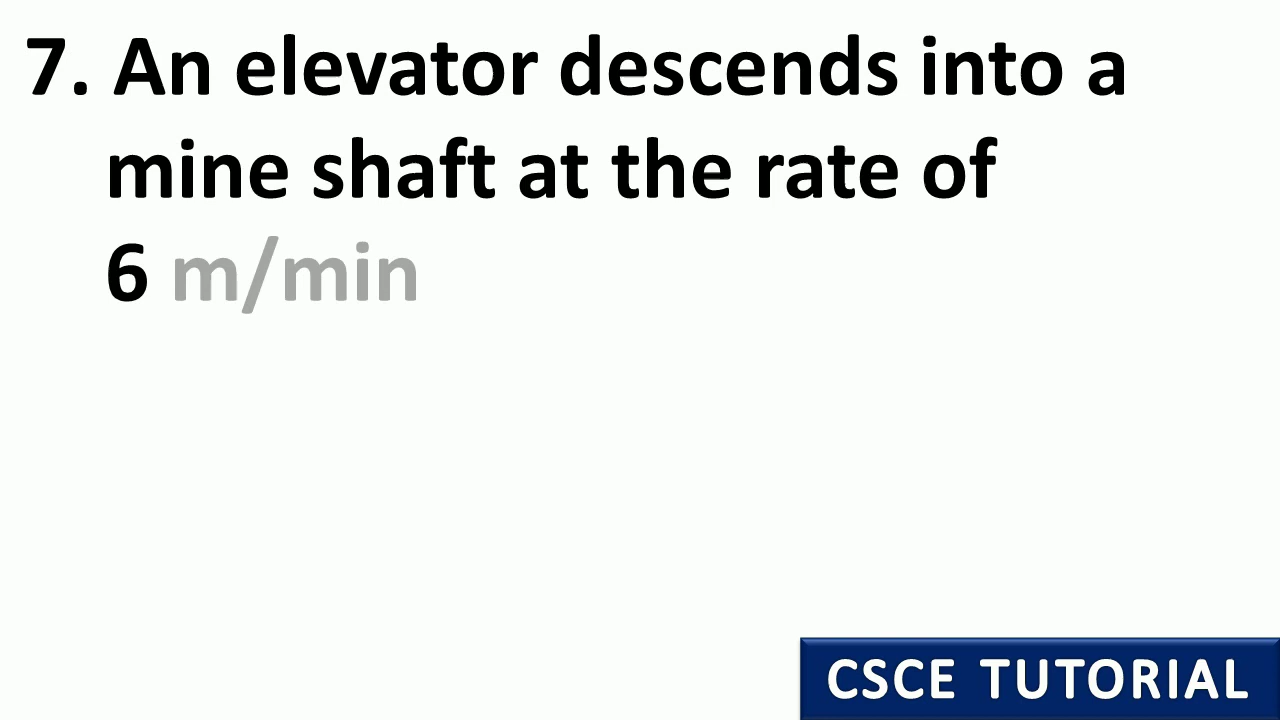 7. An elevator descends into a
mine shaft at the rate of
6 m/min
CSCE TUTORIAL